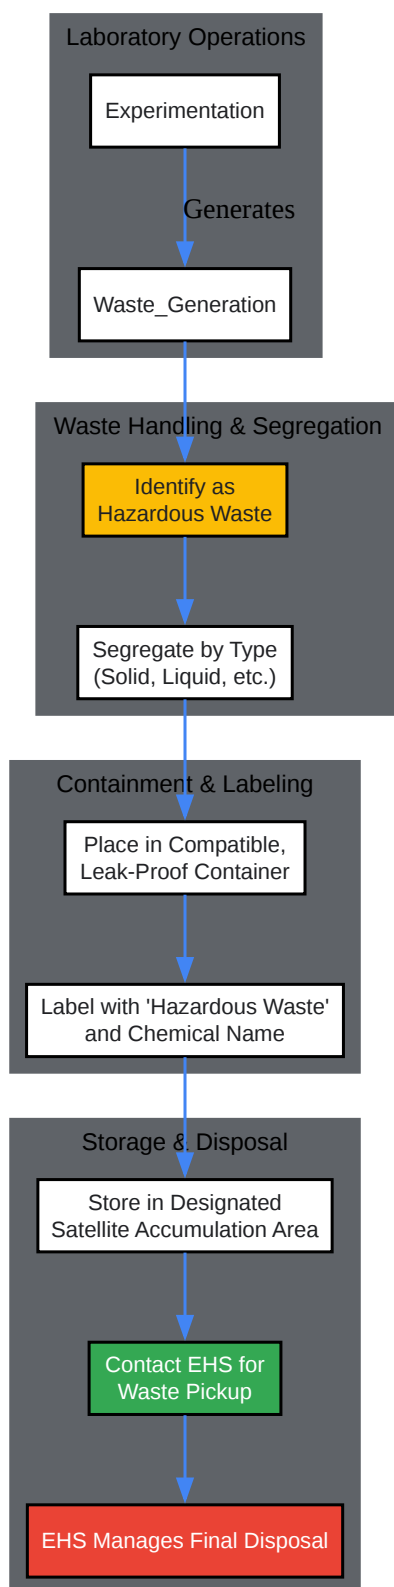 Laboratory Operations
Experimentation
Generates
Waste_Generation
Waste Handling & Segregation
Identify as
Hazardous Waste
Segregate by Type
(Solid, Liquid, etc.)
Containment & Labeling
Place in Compatible,
Leak-Proof Container
Label with 'Hazardous Waste'
and Chemical Name
Storage & Disposal
Store in Designated
Satellite Accumulation Area
Contact EHS for
Waste Pickup
EHS Manages Final Disposal